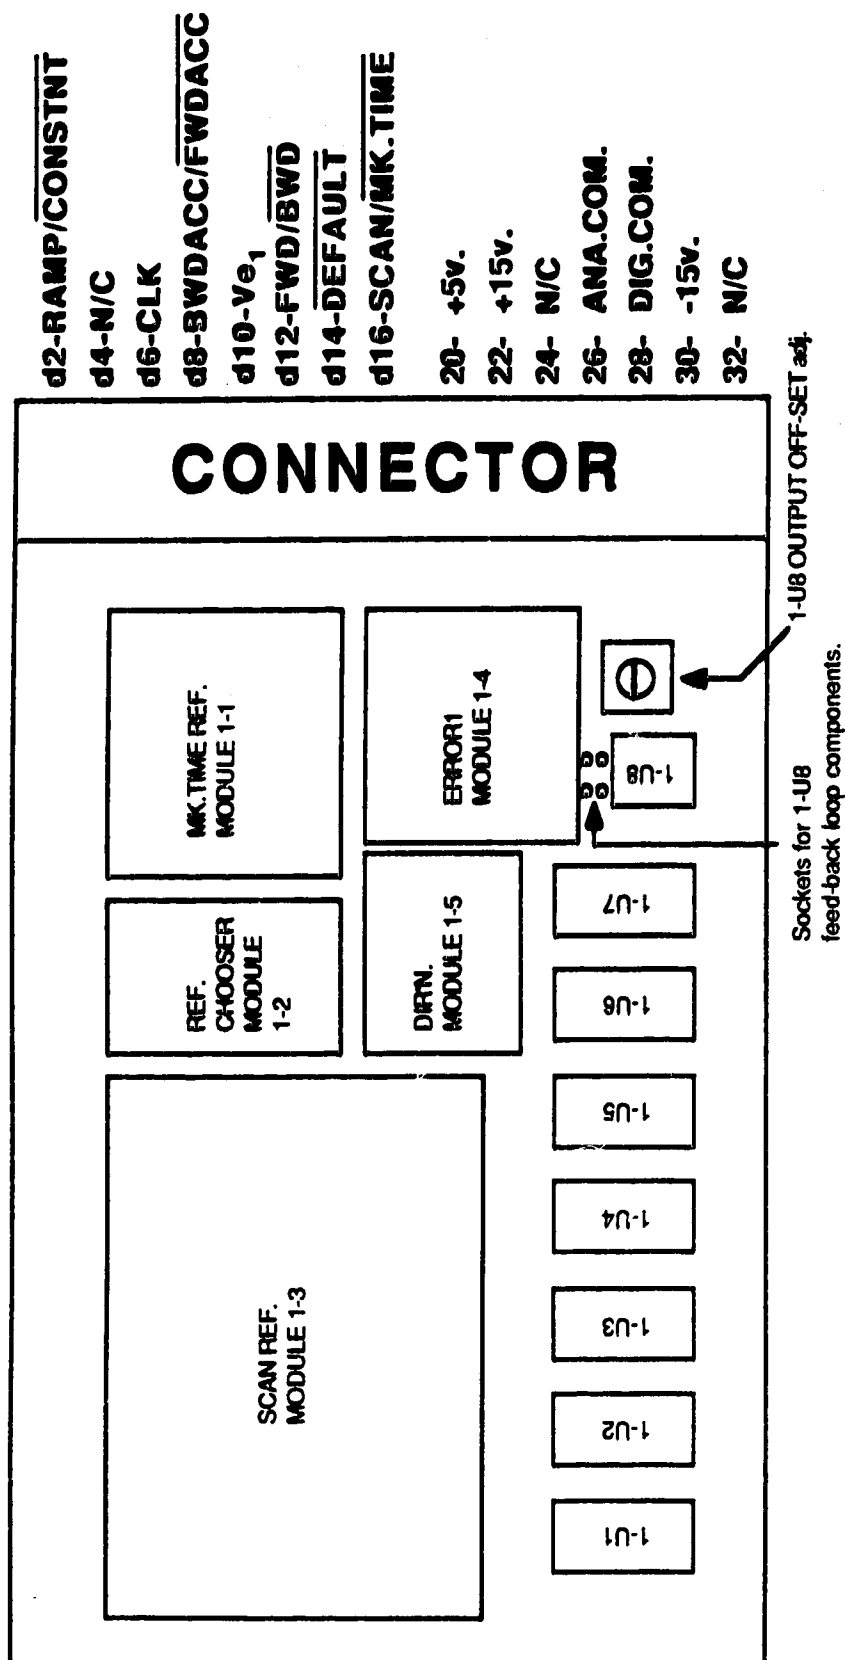 d2-RAMP/CONSTNT
d4-N/C
d6-CLK
d8-BWDACC/FWDACC
d10-Ve₁
d12-FWD/BWD
d14-DEFAULT
d16-SCAN/MK.TIME
20- +5v.
22- +15v.
24- N/C
26- ANA.COM.
28- DIG.COM.
30- -15v.
32- N/C
CONNECTOR
MK.TIME REF.
MODULE 1-1
REF.
CHOOSER
MODULE
1-2
SCAN REF.
MODULE 1-3
ERROR1
MODULE 1-4
DIR'N.
MODULE 1-5
1-U1
1-U2
1-U3
1-U4
1-U5
1-U6
1-U7
1-U8
1-U8 OUTPUT OFF-SET adj.
Sockets for 1-U8
feed-back loop components.